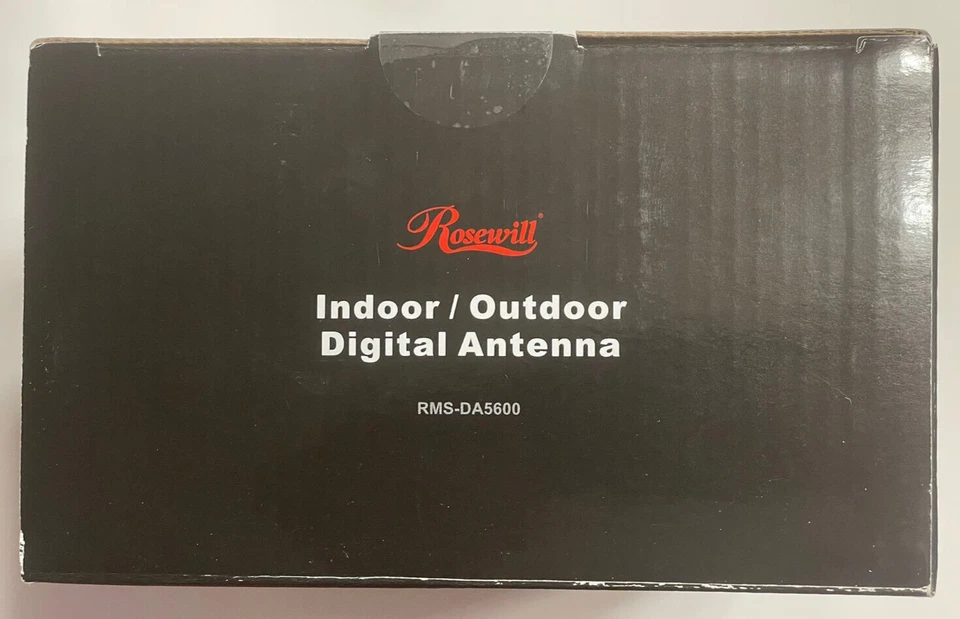 Rosewill®
Indoor / Outdoor
Digital Antenna
RMS-DA5600